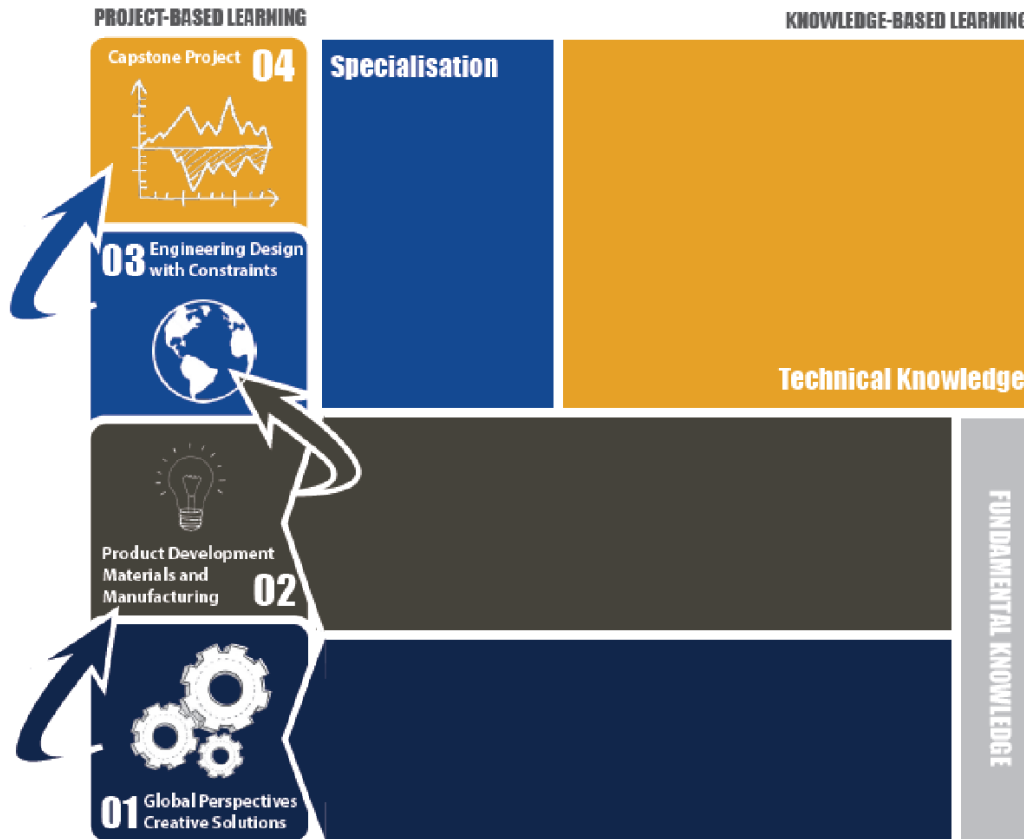 PROJECT-BASED LEARNING
KNOWLEDGE-BASED LEARNING
Capstone Project 04
Specialisation
03 Engineering Design
with Constraints
Technical Knowledge
Product Development
Materials and
Manufacturing 02
FUNDAMENTAL KNOWLEDGE
01 Global Perspectives
Creative Solutions